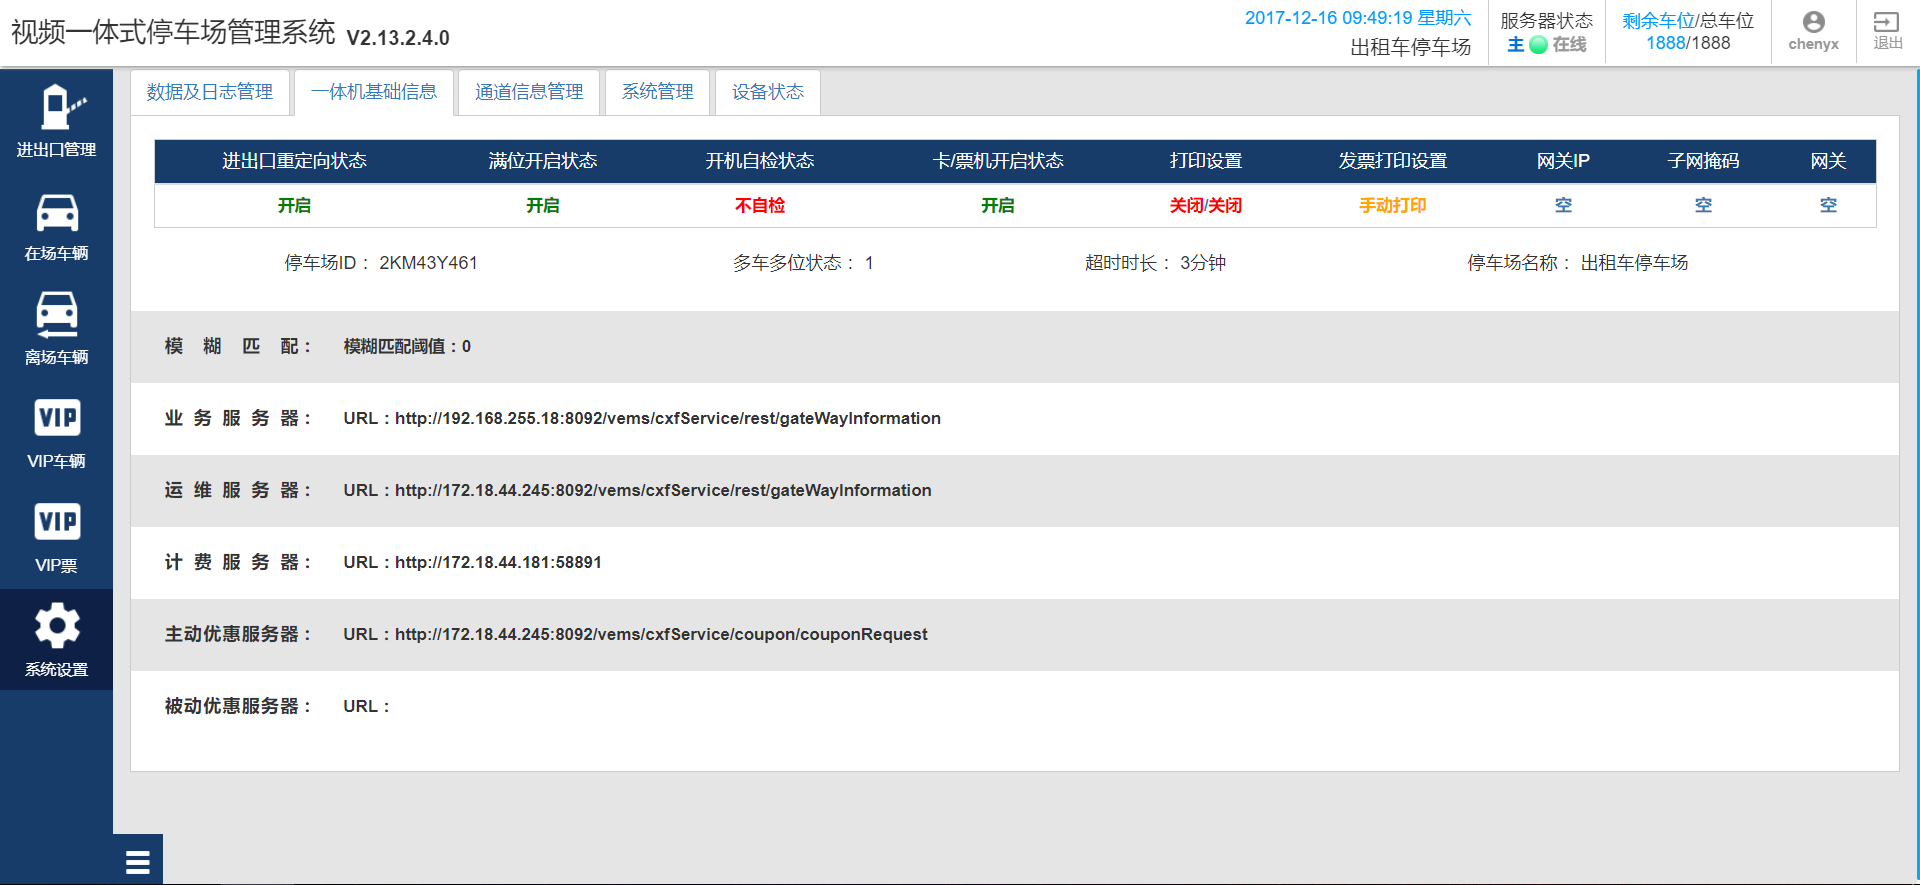 视频一体式停车场管理系统 V2.13.2.4.0
2017-12-16 09:49:19 星期六
出租车停车场
服务器状态
主 在线
剩余车位/总车位
1888/1888
chenyx
退出
进出口管理
在场车辆
离场车辆
VIP
VIP车辆
VIP
VIP票
系统设置
数据及日志管理 一体机基础信息 通道信息管理 系统管理 设备状态
进出口重定向状态 满位开启状态 开机自检状态 卡/票机开启状态 打印设置 发票打印设置 网关IP 子网掩码 网关
开启 开启 不自检 开启 关闭/关闭 手动打印 空 空 空
停车场ID： 2KM43Y461 多车多位状态： 1 超时时长： 3分钟 停车场名称： 出租车停车场
模糊匹配： 模糊匹配阈值：0
业务服务器： URL：http://192.168.255.18:8092/vems/cxfService/rest/gateWayInformation
运维服务器： URL：http://172.18.44.245:8092/vems/cxfService/rest/gateWayInformation
计费服务器： URL：http://172.18.44.181:58891
主动优惠服务器： URL：http://172.18.44.245:8092/vems/cxfService/coupon/couponRequest
被动优惠服务器： URL：